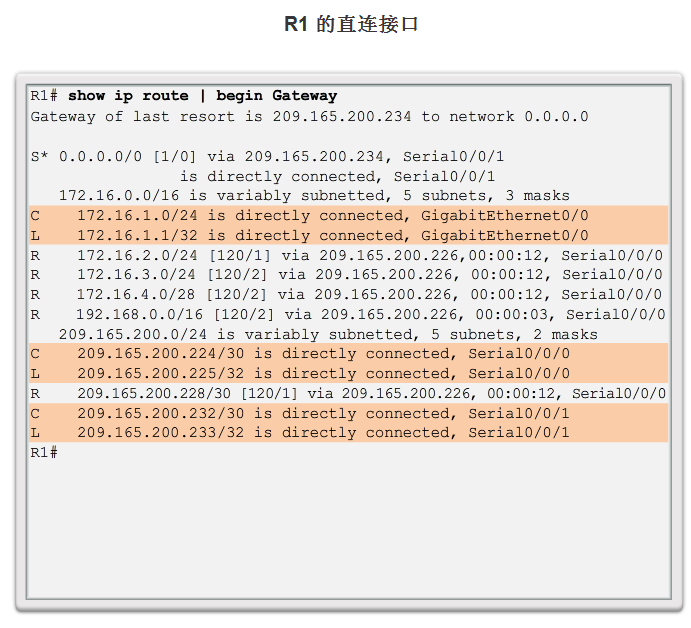 R1 的直连接口
R1# show ip route | begin Gateway
Gateway of last resort is 209.165.200.234 to network 0.0.0.0
S* 0.0.0.0/0 [1/0] via 209.165.200.234, Serial0/0/1
is directly connected, Serial0/0/1
172.16.0.0/16 is variably subnetted, 5 subnets, 3 masks
C 172.16.1.0/24 is directly connected, GigabitEthernet0/0
L 172.16.1.1/32 is directly connected, GigabitEthernet0/0
R 172.16.2.0/24 [120/1] via 209.165.200.226,00:00:12, Serial0/0/0
R 172.16.3.0/24 [120/2] via 209.165.200.226, 00:00:12, Serial0/0/0
R 172.16.4.0/28 [120/2] via 209.165.200.226, 00:00:12, Serial0/0/0
R 192.168.0.0/16 [120/2] via 209.165.200.226, 00:00:03, Serial0/0/0
209.165.200.0/24 is variably subnetted, 5 subnets, 2 masks
C 209.165.200.224/30 is directly connected, Serial0/0/0
L 209.165.200.225/32 is directly connected, Serial0/0/0
R 209.165.200.228/30 [120/1] via 209.165.200.226, 00:00:12, Serial0/0/0
C 209.165.200.232/30 is directly connected, Serial0/0/1
L 209.165.200.233/32 is directly connected, Serial0/0/1
R1#